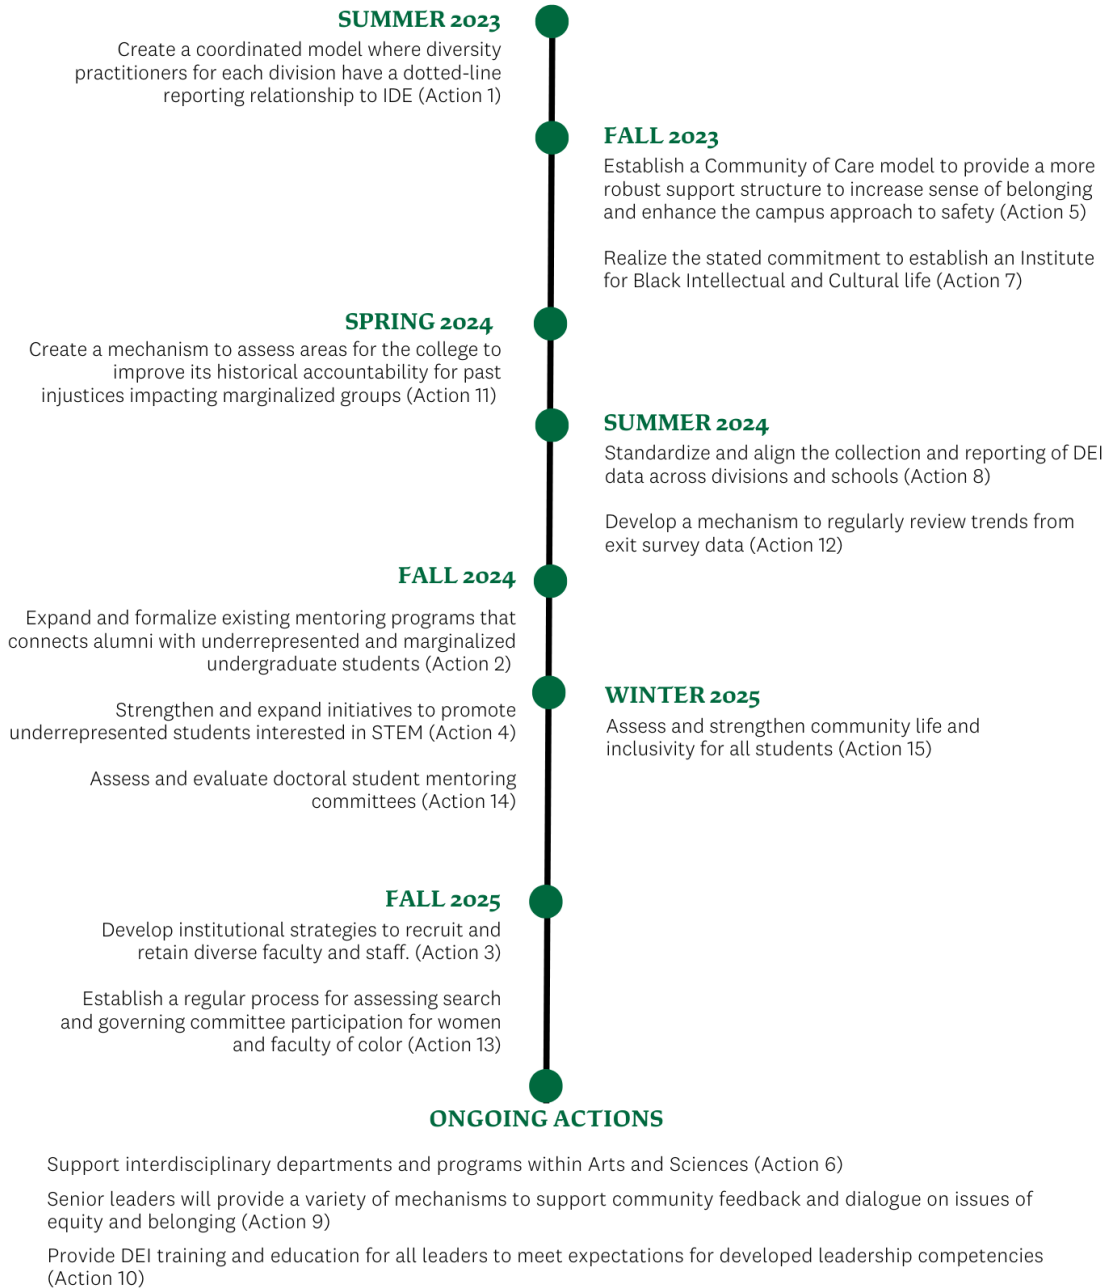 SUMMER 2023
Create a coordinated model where diversity
practitioners for each division have a dotted-line
reporting relationship to IDE (Action 1)
FALL 2023
Establish a Community of Care model to provide a more
robust support structure to increase sense of belonging
and enhance the campus approach to safety (Action 5)
Realize the stated commitment to establish an Institute
for Black Intellectual and Cultural life (Action 7)
SPRING 2024
Create a mechanism to assess areas for the college to
improve its historical accountability for past
injustices impacting marginalized groups (Action 11)
SUMMER 2024
Standardize and align the collection and reporting of DEI
data across divisions and schools (Action 8)
Develop a mechanism to regularly review trends from
exit survey data (Action 12)
FALL 2024
Expand and formalize existing mentoring programs that
connects alumni with underrepresented and marginalized
undergraduate students (Action 2)
Strengthen and expand initiatives to promote
underrepresented students interested in STEM (Action 4)
Assess and evaluate doctoral student mentoring
committees (Action 14)
WINTER 2025
Assess and strengthen community life and
inclusivity for all students (Action 15)
FALL 2025
Develop institutional strategies to recruit and
retain diverse faculty and staff. (Action 3)
Establish a regular process for assessing search
and governing committee participation for women
and faculty of color (Action 13)
ONGOING ACTIONS
Support interdisciplinary departments and programs within Arts and Sciences (Action 6)
Senior leaders will provide a variety of mechanisms to support community feedback and dialogue on issues of
equity and belonging (Action 9)
Provide DEI training and education for all leaders to meet expectations for developed leadership competencies
(Action 10)